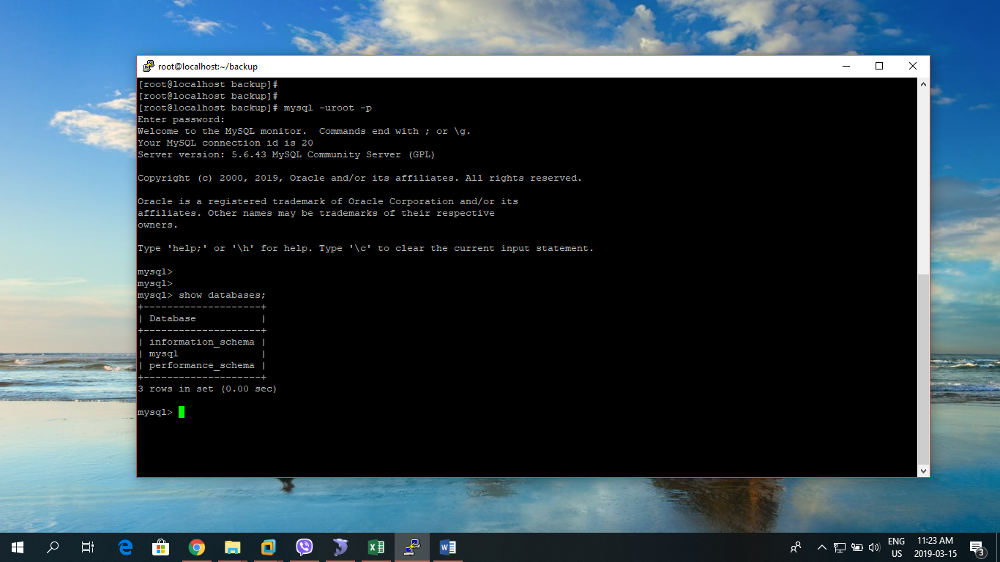 root@localhost:~/backup
[root@localhost backup]#
[root@localhost backup]#
[root@localhost backup]# mysql -uroot -p
Enter password:
Welcome to the MySQL monitor.  Commands end with ; or \g.
Your MySQL connection id is 20
Server version: 5.6.43 MySQL Community Server (GPL)
Copyright (c) 2000, 2019, Oracle and/or its affiliates. All rights reserved.
Oracle is a registered trademark of Oracle Corporation and/or its
affiliates. Other names may be trademarks of their respective
owners.
Type 'help;' or '\h' for help. Type '\c' to clear the current input statement.
mysql>
mysql>
mysql> show databases;
+--------------------+
| Database           |
+--------------------+
| information_schema |
| mysql              |
| performance_schema |
+--------------------+
3 rows in set (0.00 sec)
mysql>
ENG
US
11:23 AM
2019-03-15
3